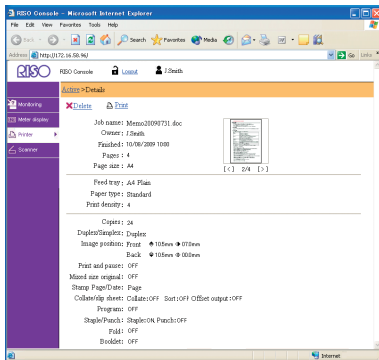 RISO Console - Microsoft Internet Explorer
File Edit View Favorites Tools Help
Back Search Favorites Media
Address http://172.16.58.96/ Go Links
RISO RISO Console Logout J.Smith
Active > Details
Monitoring
Meter display
Printer
Scanner
Delete Print
Job name: Memo20090731.doc
Owner: J.Smith
Finished: 10/08/2009 10:00
Pages: 4
Page size: A4
[<] 2/4 [>]
Feed tray: A4 Plain
Paper type: Standard
Print density: 4
Copies: 24
Duplex/Simplex: Duplex
Image position: Front 10.5mm 07.0mm
Back 10.5mm 00.0mm
Print and pause: OFF
Mixed size original: OFF
Stamp Page/Date: Page
Collate/slip sheet: Collate:OFF Sort:OFF Offset output:OFF
Program: OFF
Staple/Punch: Staple:ON, Punch:OFF
Fold: OFF
Booklet: OFF
Internet